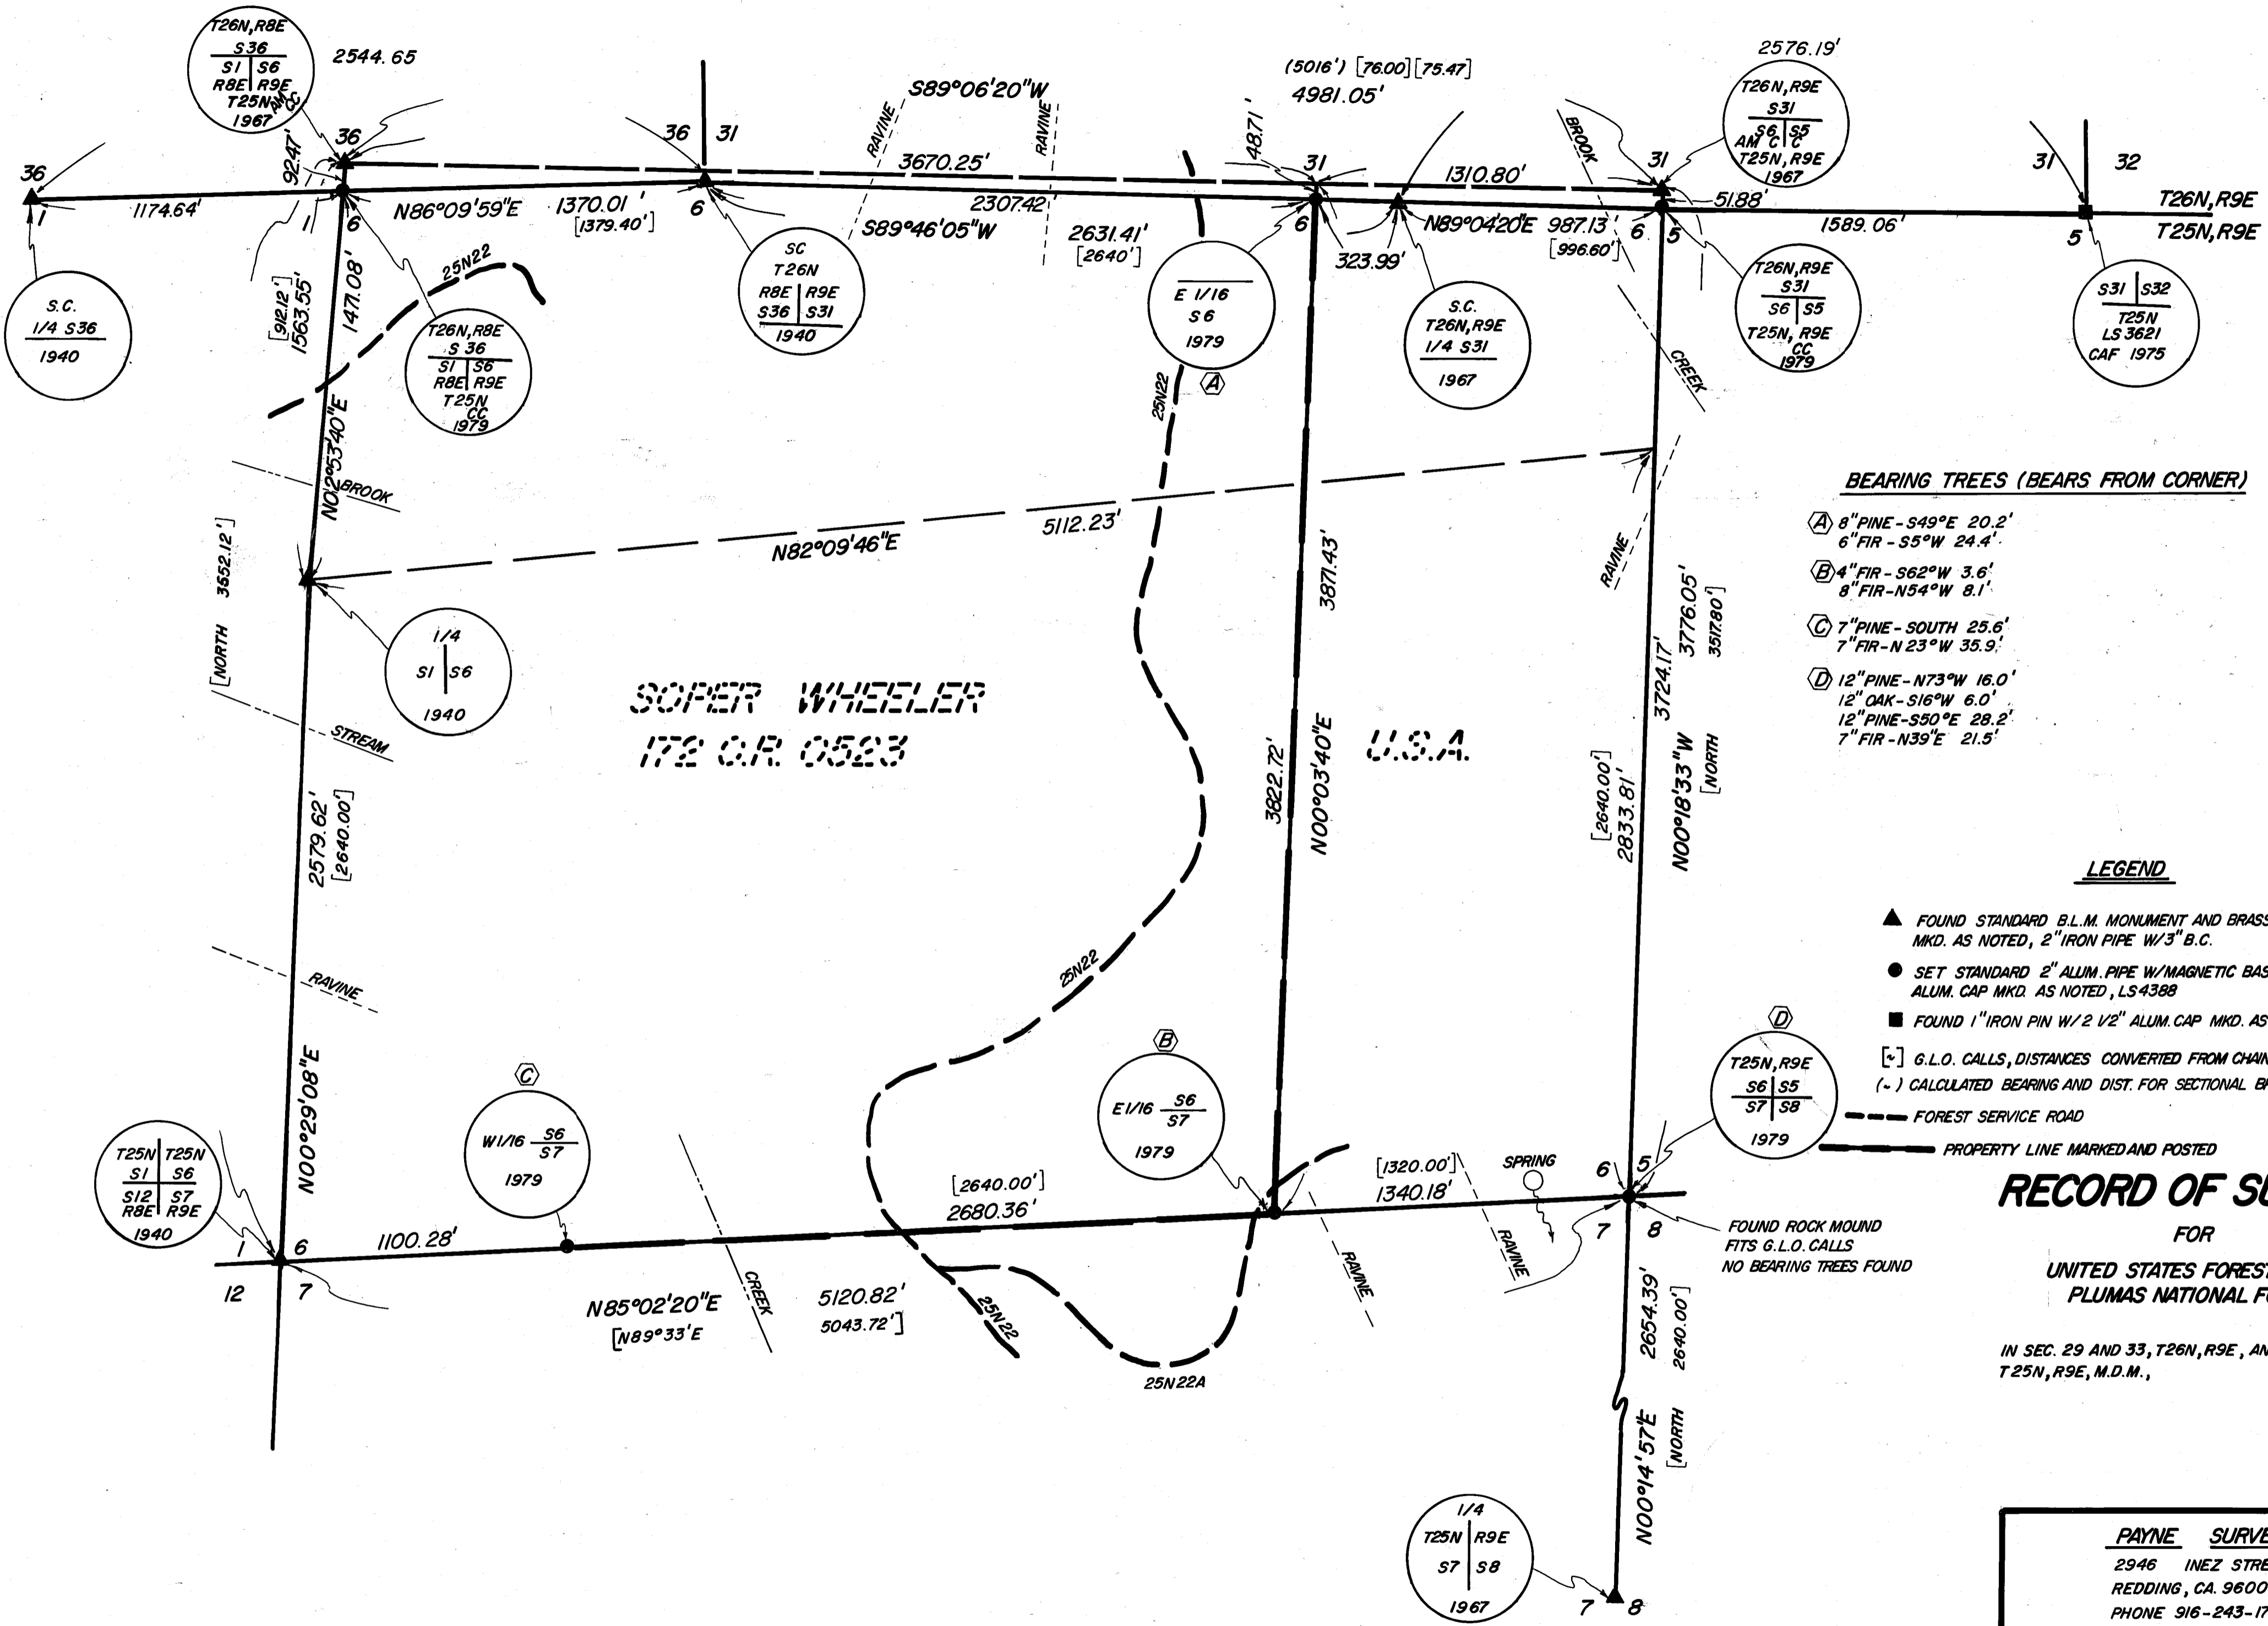 T26N, R8E
S36
S1 S6
R8E R9E
T25N
AM
CC
1967
2544.65
36
92.47'
36
1
1174.64'
1
6
N86°09'59"E
1370.01'
[1379.40']
36 31
6
S89°06'20"W
RAVINE
RAVINE
3670.25'
2307.42'
S89°46'05"W
2631.41'
[2640']
(5016') [76.00] [75.47]
4981.05'
48.71'
31
6
1310.80'
323.99'
N89°04'20"E
987.13'
[996.60']
BROOK
CREEK
2576.19'
T26N, R9E
S31
S6 S5
AM C C
T25N, R9E
1967
31
51.88'
6 5
1589.06'
31 32
5
T26N, R9E
T25N, R9E
S.C.
1/4 S36
1940
[912.12']
1563.55'
1471.08'
25N22
T26N, R8E
S 36
S1 S6
R8E R9E
T25N
CC
1979
SC
T26N
R8E R9E
S36 S31
1940
E 1/16
S6
1979
A
S.C.
T26N, R9E
1/4 S31
1967
T26N, R9E
S31
S6 S5
T25N, R9E
CC
1979
S31 S32
T25N
LS 3621
CAF 1975
N02°53'40"E
BROOK
[NORTH 3552.12']
25N22
N82°09'46"E
5112.23'
3871.43'
RAVINE
BEARING TREES (BEARS FROM CORNER)
A 8" PINE - S49°E 20.2'
6" FIR - S5°W 24.4'
B 4" FIR - S62°W 3.6'
8" FIR - N54°W 8.1'
C 7" PINE - SOUTH 25.6'
7" FIR - N23°W 35.9'
D 12" PINE - N73°W 16.0'
12" OAK - S16°W 6.0'
12" PINE - S50°E 28.2'
7" FIR - N39"E 21.5'
1/4
S1 S6
1940
STREAM
SOPER WHEELER
172 O.R. 0523
U.S.A.
3822.72'
N00°03'40"E
3724.17'
3776.05'
3517.80']
[2640.00']
2833.81'
N00°18'33"W
[NORTH
2579.62'
[2640.00']
RAVINE
N00°29'08"E
25N22
LEGEND
FOUND STANDARD B.L.M. MONUMENT AND BRASS
MKD. AS NOTED, 2" IRON PIPE W/3" B.C.
SET STANDARD 2" ALUM. PIPE W/MAGNETIC BAS
ALUM. CAP MKD. AS NOTED, LS4388
FOUND 1" IRON PIN W/2 1/2" ALUM. CAP MKD. AS
[~] G.L.O. CALLS, DISTANCES CONVERTED FROM CHAIN
(~) CALCULATED BEARING AND DIST. FOR SECTIONAL B
FOREST SERVICE ROAD
PROPERTY LINE MARKED AND POSTED
T25N T25N
S1 S6
S12 S7
R8E R9E
1940
1 6
12 7
1100.28'
C
W1/16 S6
S7
1979
CREEK
N85°02'20"E
[N89°33'E
5120.82'
5043.72']
[2640.00']
2680.36'
B
E1/16 S6
S7
1979
25N22
25N22A
RAVINE
[1320.00']
1340.18'
RAVINE
SPRING
D
T25N, R9E
S6 S5
S7 S8
1979
6 5
7 8
FOUND ROCK MOUND
FITS G.L.O. CALLS
NO BEARING TREES FOUND
2654.39'
2640.00']
N00°14'57"E
[NORTH
1/4
T25N R9E
S7 S8
1967
7 8
RECORD OF SU
FOR
UNITED STATES FOREST
PLUMAS NATIONAL F
IN SEC. 29 AND 33, T26N, R9E, AN
T25N, R9E, M.D.M.,
PAYNE SURVE
2946 INEZ STRE
REDDING, CA. 9600
PHONE 916-243-17